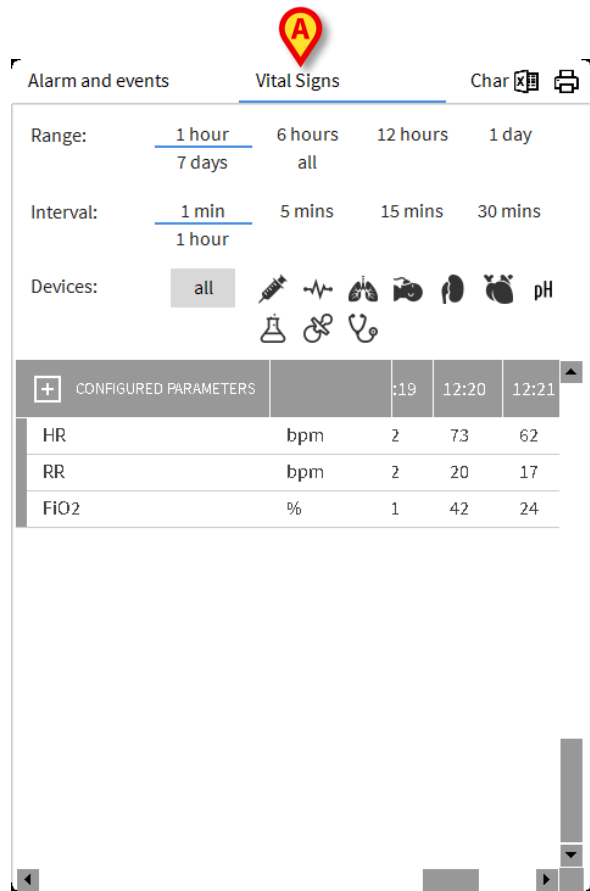 A
Alarm and events Vital Signs Char
Range: 1 hour 6 hours 12 hours 1 day
7 days all
Interval: 1 min 5 mins 15 mins 30 mins
1 hour
Devices: all pH
CONFIGURED PARAMETERS :19 12:20 12:21
HR bpm 2 73 62
RR bpm 2 20 17
FiO2 % 1 42 24